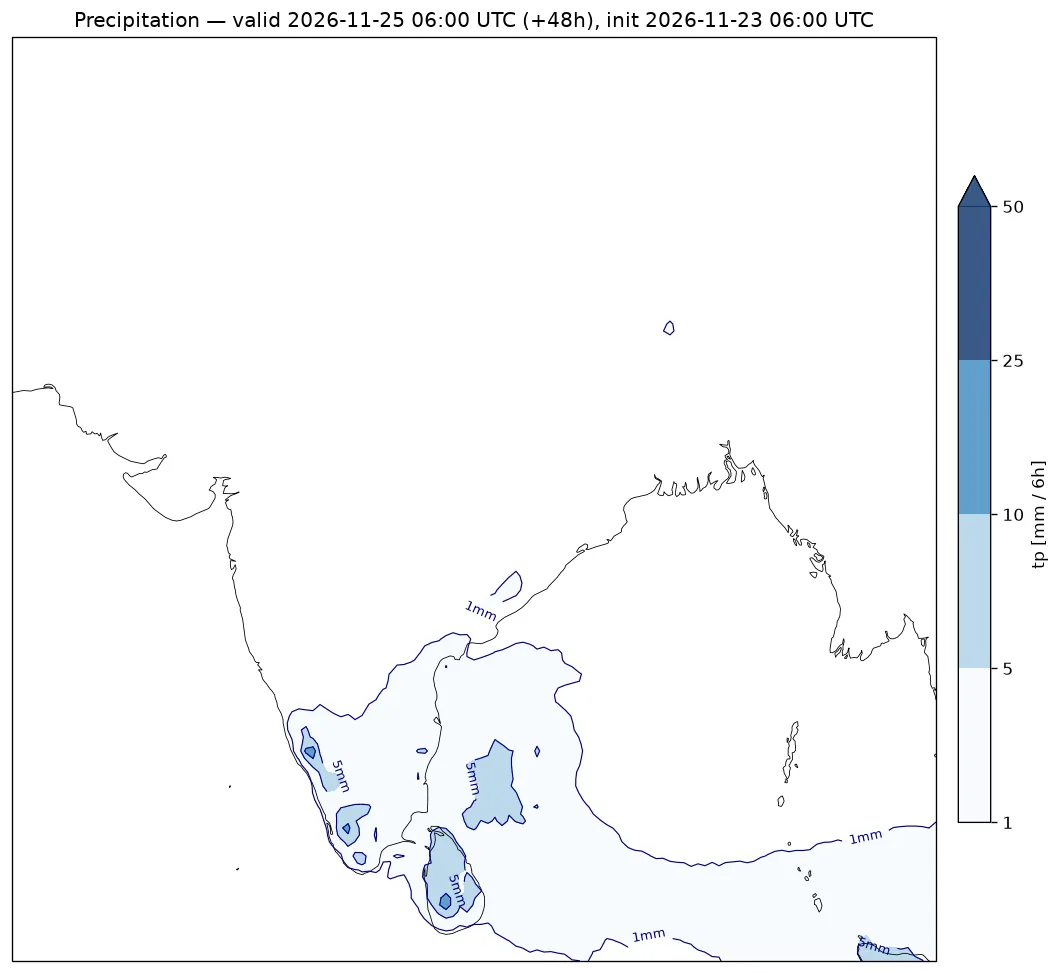 Precipitation — valid 2026-11-25 06:00 UTC (+48h), init 2026-11-23 06:00 UTC
50
25
10
5
1
tp [mm / 6h]
1mm
5mm
5mm
1mm
5mm
1mm
5mm